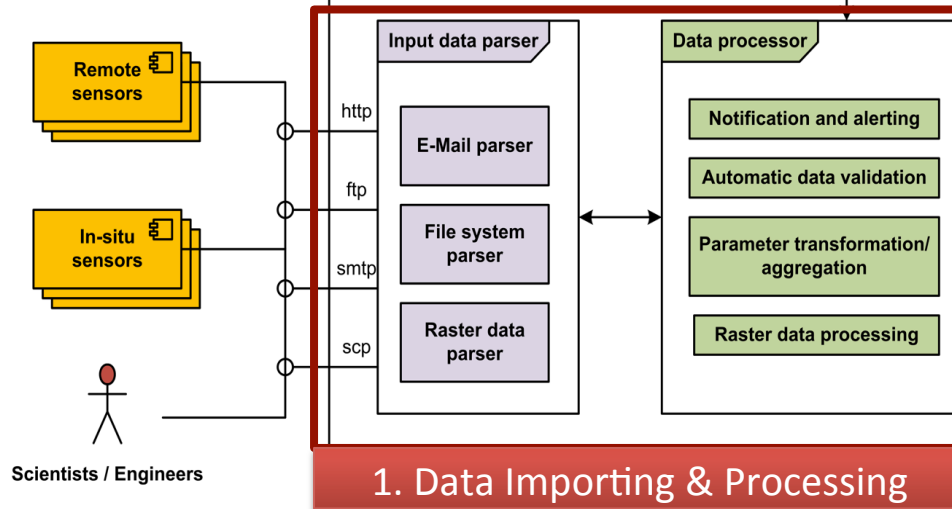 Remote
sensors
In-situ
sensors
Scientists / Engineers
http
ftp
smtp
scp
Input data parser
E-Mail parser
File system
parser
Raster data
parser
Data processor
Notification and alerting
Automatic data validation
Parameter transformation/
aggregation
Raster data processing
1. Data Importing & Processing